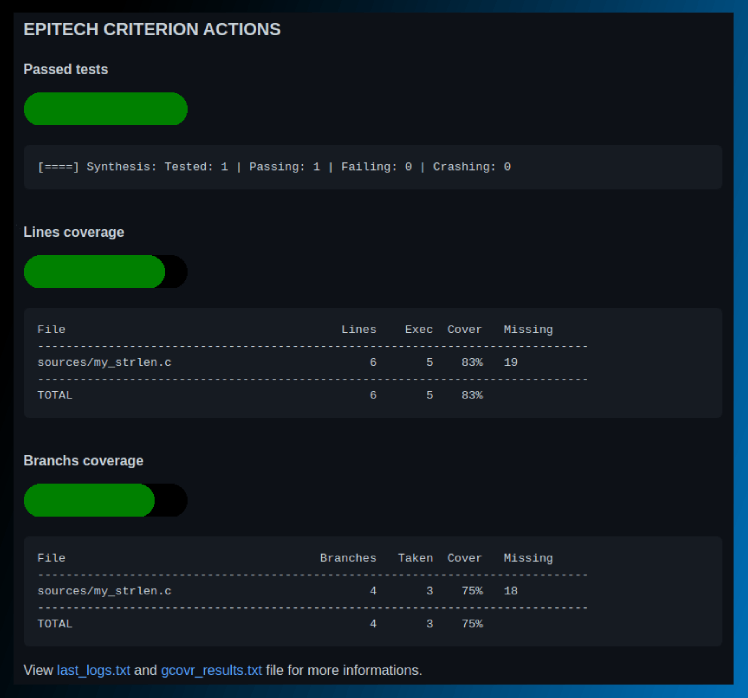 EPITECH CRITERION ACTIONS
Passed tests
[====] Synthesis: Tested: 1 | Passing: 1 | Failing: 0 | Crashing: 0
Lines coverage
File Lines Exec Cover Missing
------------------------------------------------------------------------------
sources/my_strlen.c 6 5 83% 19
------------------------------------------------------------------------------
TOTAL 6 5 83%
Branchs coverage
File Branches Taken Cover Missing
------------------------------------------------------------------------------
sources/my_strlen.c 4 3 75% 18
------------------------------------------------------------------------------
TOTAL 4 3 75%
View last_logs.txt and gcovr_results.txt file for more informations.